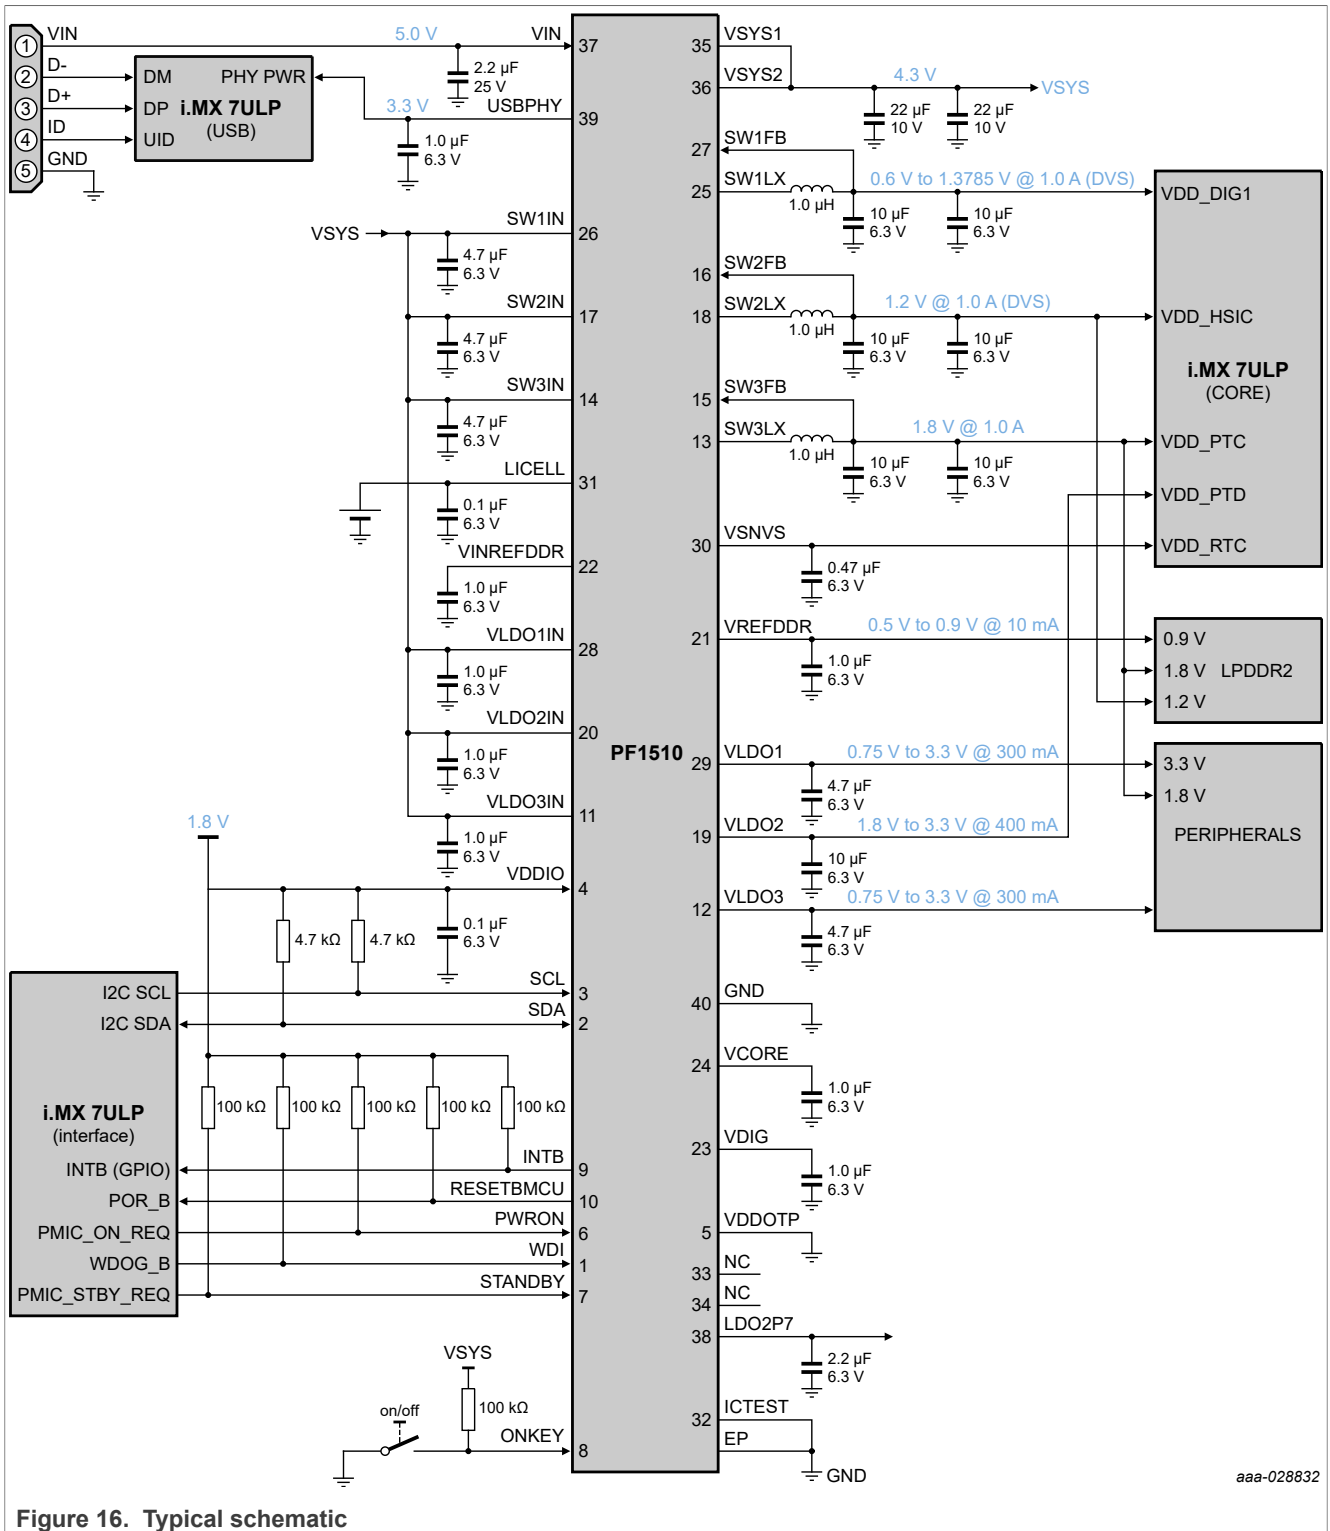 1
VIN
2
D-
3
D+
4
ID
5
GND
DM
DP
UID
PHY PWR
i.MX 7ULP
(USB)
5.0 V
2.2 µF
25 V
VIN
37
3.3 V
USBPHY
39
1.0 µF
6.3 V
VSYS
SW1IN
26
4.7 µF
6.3 V
SW2IN
17
4.7 µF
6.3 V
SW3IN
14
4.7 µF
6.3 V
LICELL
31
0.1 µF
6.3 V
VINREFDDR
22
1.0 µF
6.3 V
VLDO1IN
28
1.0 µF
6.3 V
VLDO2IN
20
1.0 µF
6.3 V
VLDO3IN
11
1.0 µF
6.3 V
1.8 V
VDDIO
4
0.1 µF
6.3 V
4.7 kΩ
4.7 kΩ
SCL
3
SDA
2
I2C SCL
I2C SDA
i.MX 7ULP
(interface)
INTB (GPIO)
POR_B
PMIC_ON_REQ
WDOG_B
PMIC_STBY_REQ
100 kΩ
100 kΩ
100 kΩ
100 kΩ
100 kΩ
INTB
9
RESETBMCU
10
PWRON
6
WDI
1
STANDBY
7
VSYS
100 kΩ
on/off
ONKEY
8
PF1510
VSYS1
35
VSYS2
36
4.3 V
VSYS
22 µF
10 V
22 µF
10 V
SW1FB
27
SW1LX
25
1.0 µH
0.6 V to 1.3785 V @ 1.0 A (DVS)
10 µF
6.3 V
10 µF
6.3 V
SW2FB
16
SW2LX
18
1.0 µH
1.2 V @ 1.0 A (DVS)
10 µF
6.3 V
10 µF
6.3 V
SW3FB
15
SW3LX
13
1.0 µH
1.8 V @ 1.0 A
10 µF
6.3 V
10 µF
6.3 V
VSNVS
30
0.47 µF
6.3 V
VDD_DIG1
VDD_HSIC
i.MX 7ULP
(CORE)
VDD_PTC
VDD_PTD
VDD_RTC
VREFDDR
21
0.5 V to 0.9 V @ 10 mA
1.0 µF
6.3 V
0.9 V
1.8 V
LPDDR2
1.2 V
VLDO1
29
0.75 V to 3.3 V @ 300 mA
4.7 µF
6.3 V
3.3 V
1.8 V
PERIPHERALS
VLDO2
19
1.8 V to 3.3 V @ 400 mA
10 µF
6.3 V
VLDO3
12
0.75 V to 3.3 V @ 300 mA
4.7 µF
6.3 V
GND
40
VCORE
24
1.0 µF
6.3 V
VDIG
23
1.0 µF
6.3 V
VDDOTP
5
NC
33
NC
34
LDO2P7
38
2.2 µF
6.3 V
ICTEST
32
EP
GND
aaa-028832
Figure 16. Typical schematic